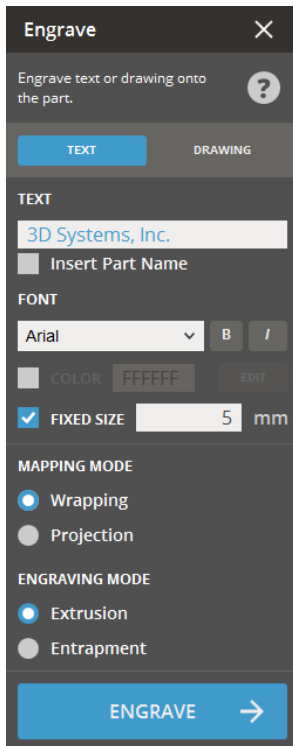 Engrave
Engrave text or drawing onto
the part.
?
TEXT DRAWING
TEXT
3D Systems, Inc.
Insert Part Name
FONT
Arial B I
COLOR FFFFFF EDIT
FIXED SIZE 5 mm
MAPPING MODE
Wrapping
Projection
ENGRAVING MODE
Extrusion
Entrapment
ENGRAVE